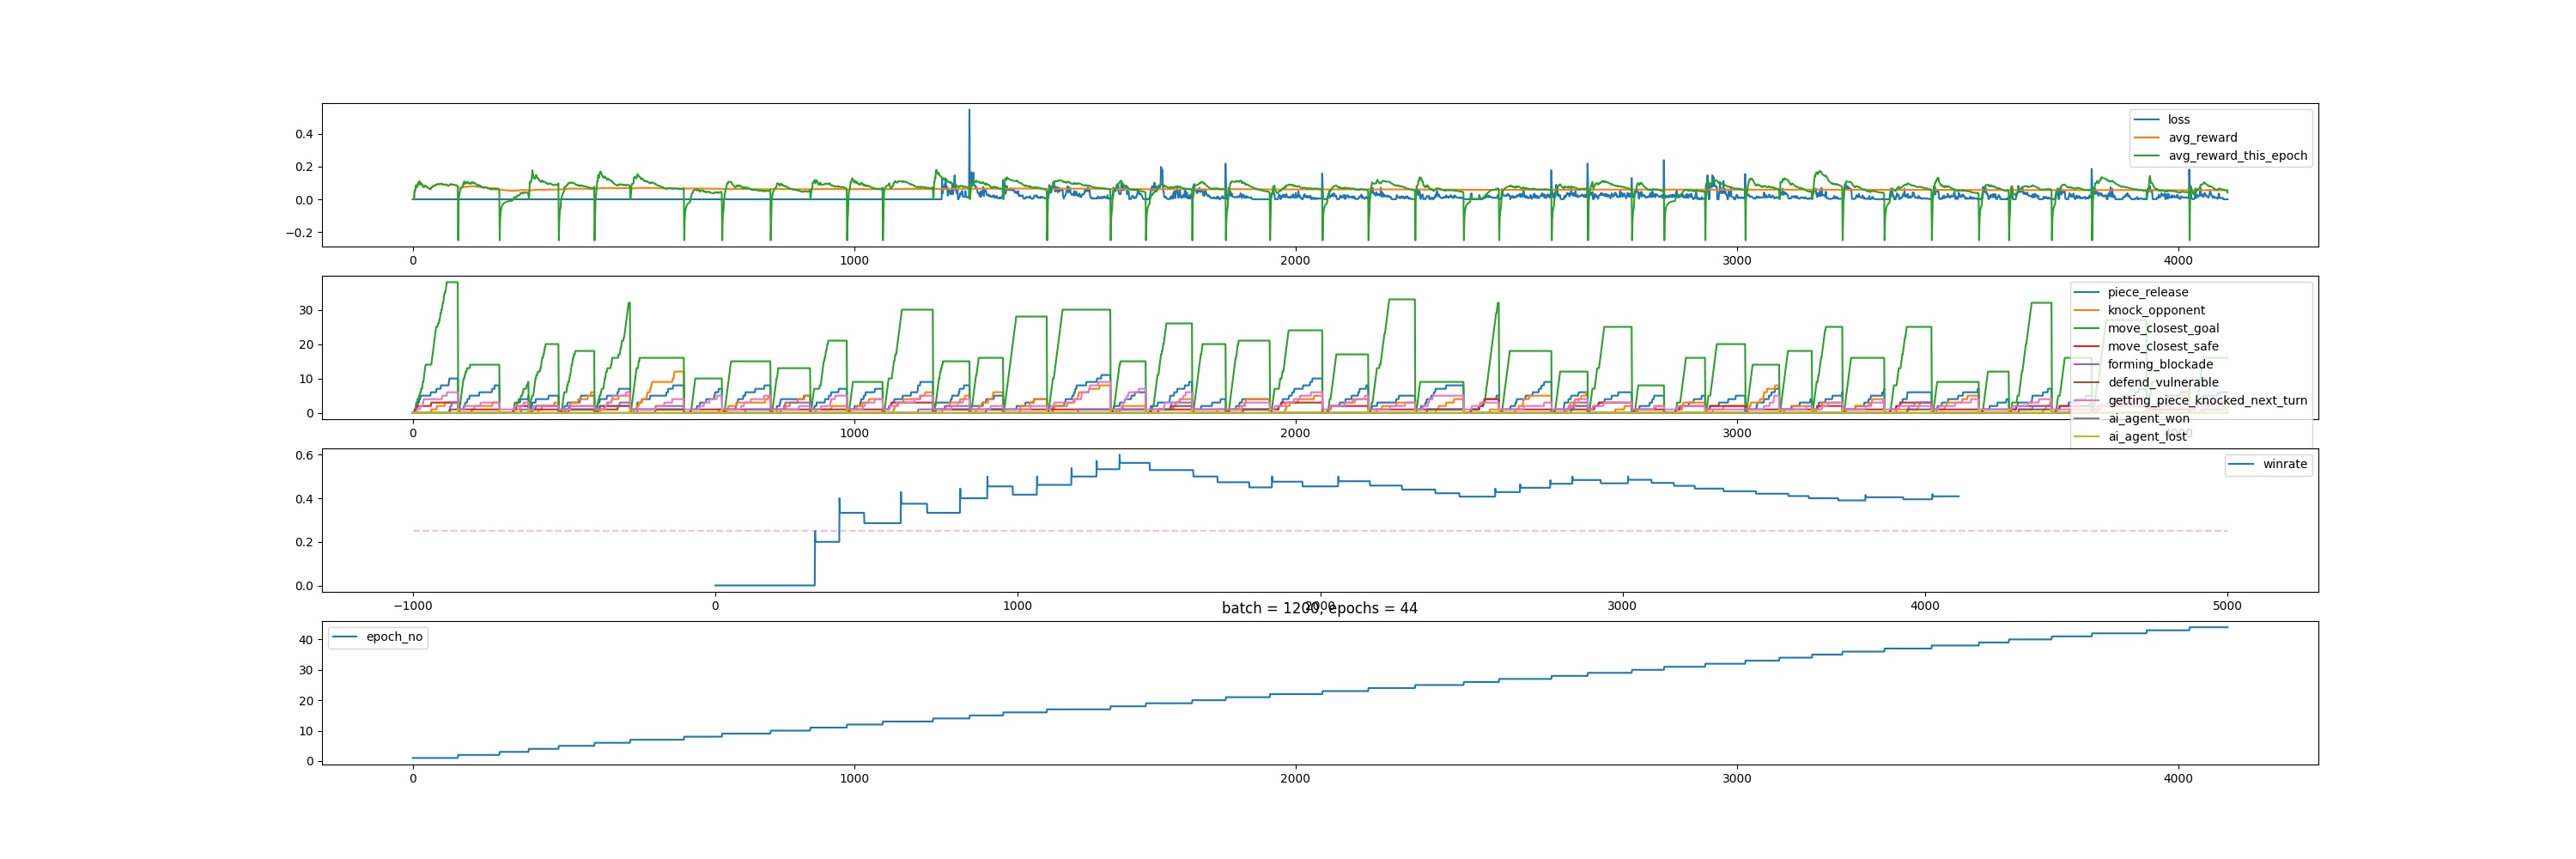 0.4
0.2
0.0
−0.2
loss
avg_reward
avg_reward_this_epoch
0 1000 2000 3000 4000
30
20
10
0
piece_release
knock_opponent
move_closest_goal
move_closest_safe
forming_blockade
defend_vulnerable
getting_piece_knocked_next_turn
ai_agent_won
ai_agent_lost
0 1000 2000 3000 4000
0.6
0.4
0.2
0.0
winrate
−1000 0 1000 2000 3000 4000 5000
batch = 1200, epochs = 44
40
30
20
10
0
epoch_no
0 1000 2000 3000 4000